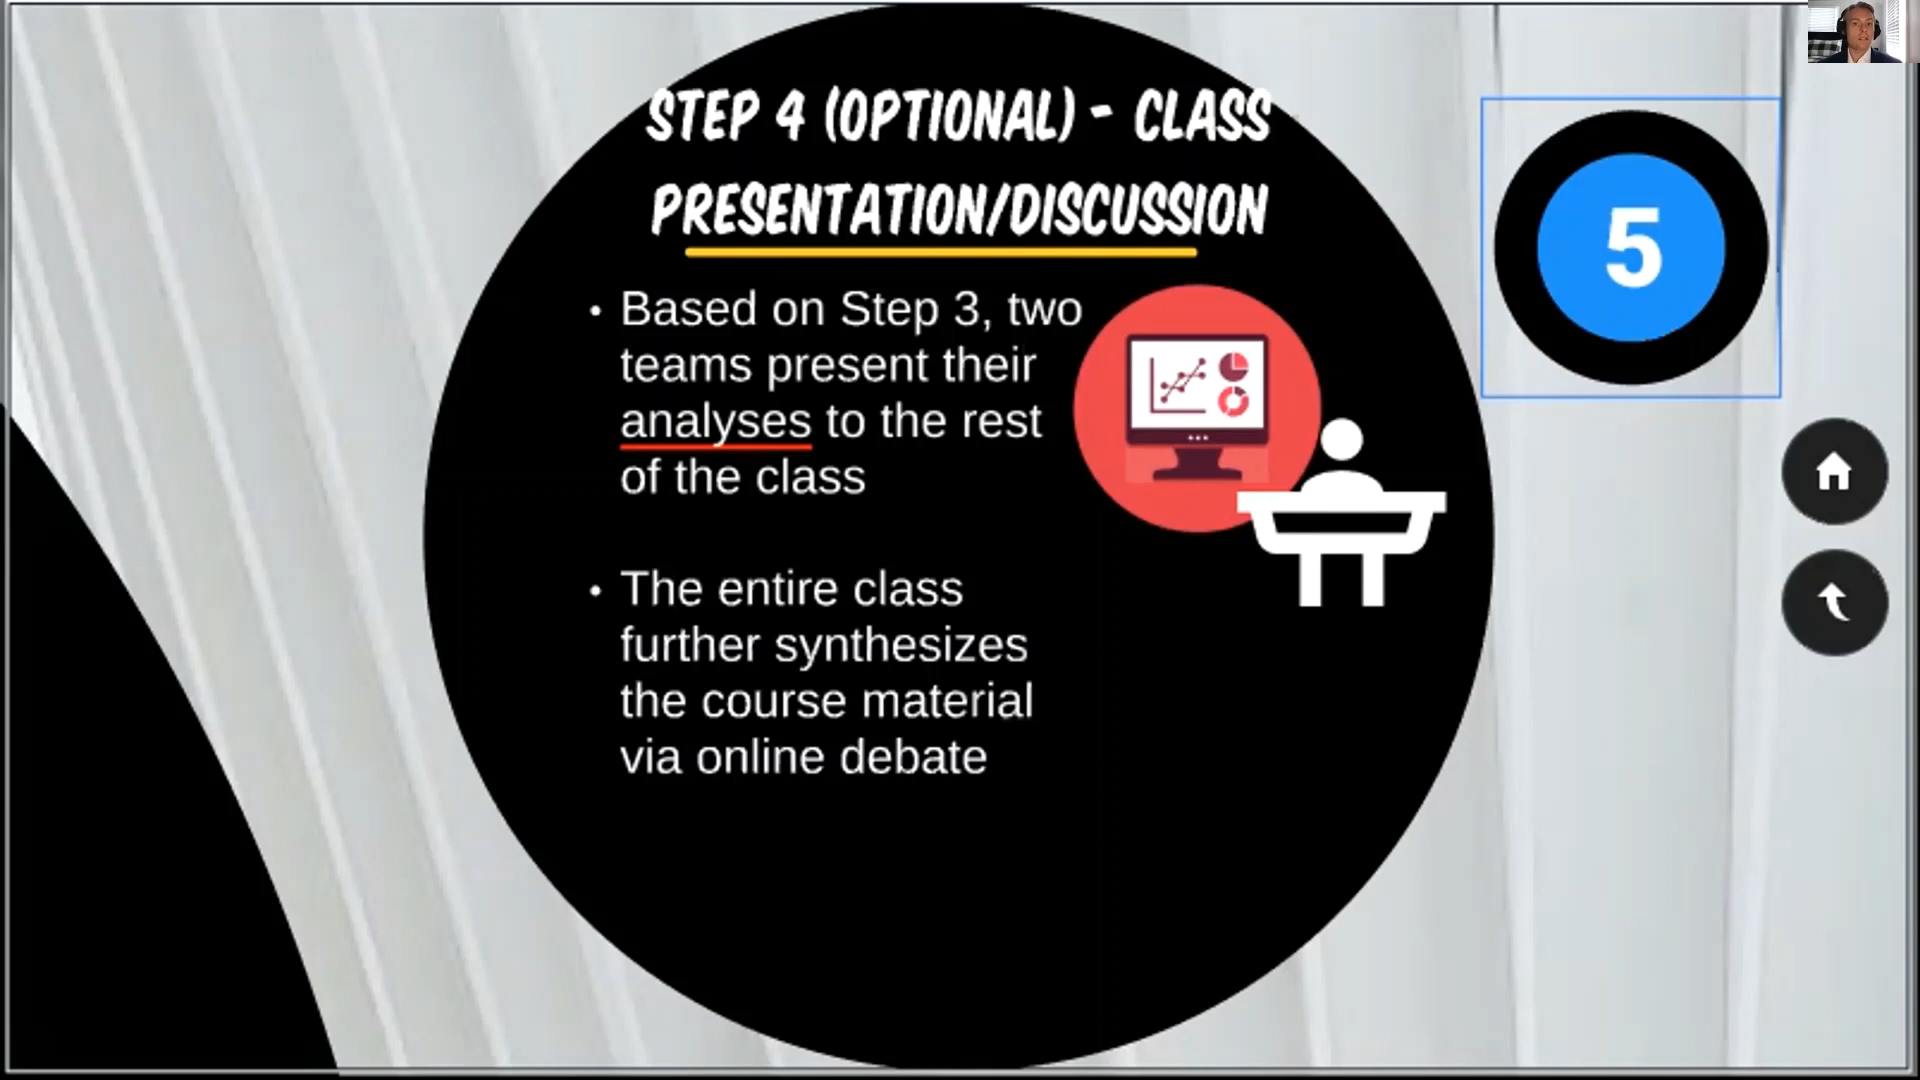 STEP 4 (OPTIONAL) - CLASS
PRESENTATION/DISCUSSION
• Based on Step 3, two
teams present their
analyses to the rest
of the class
• The entire class
further synthesizes
the course material
via online debate
5